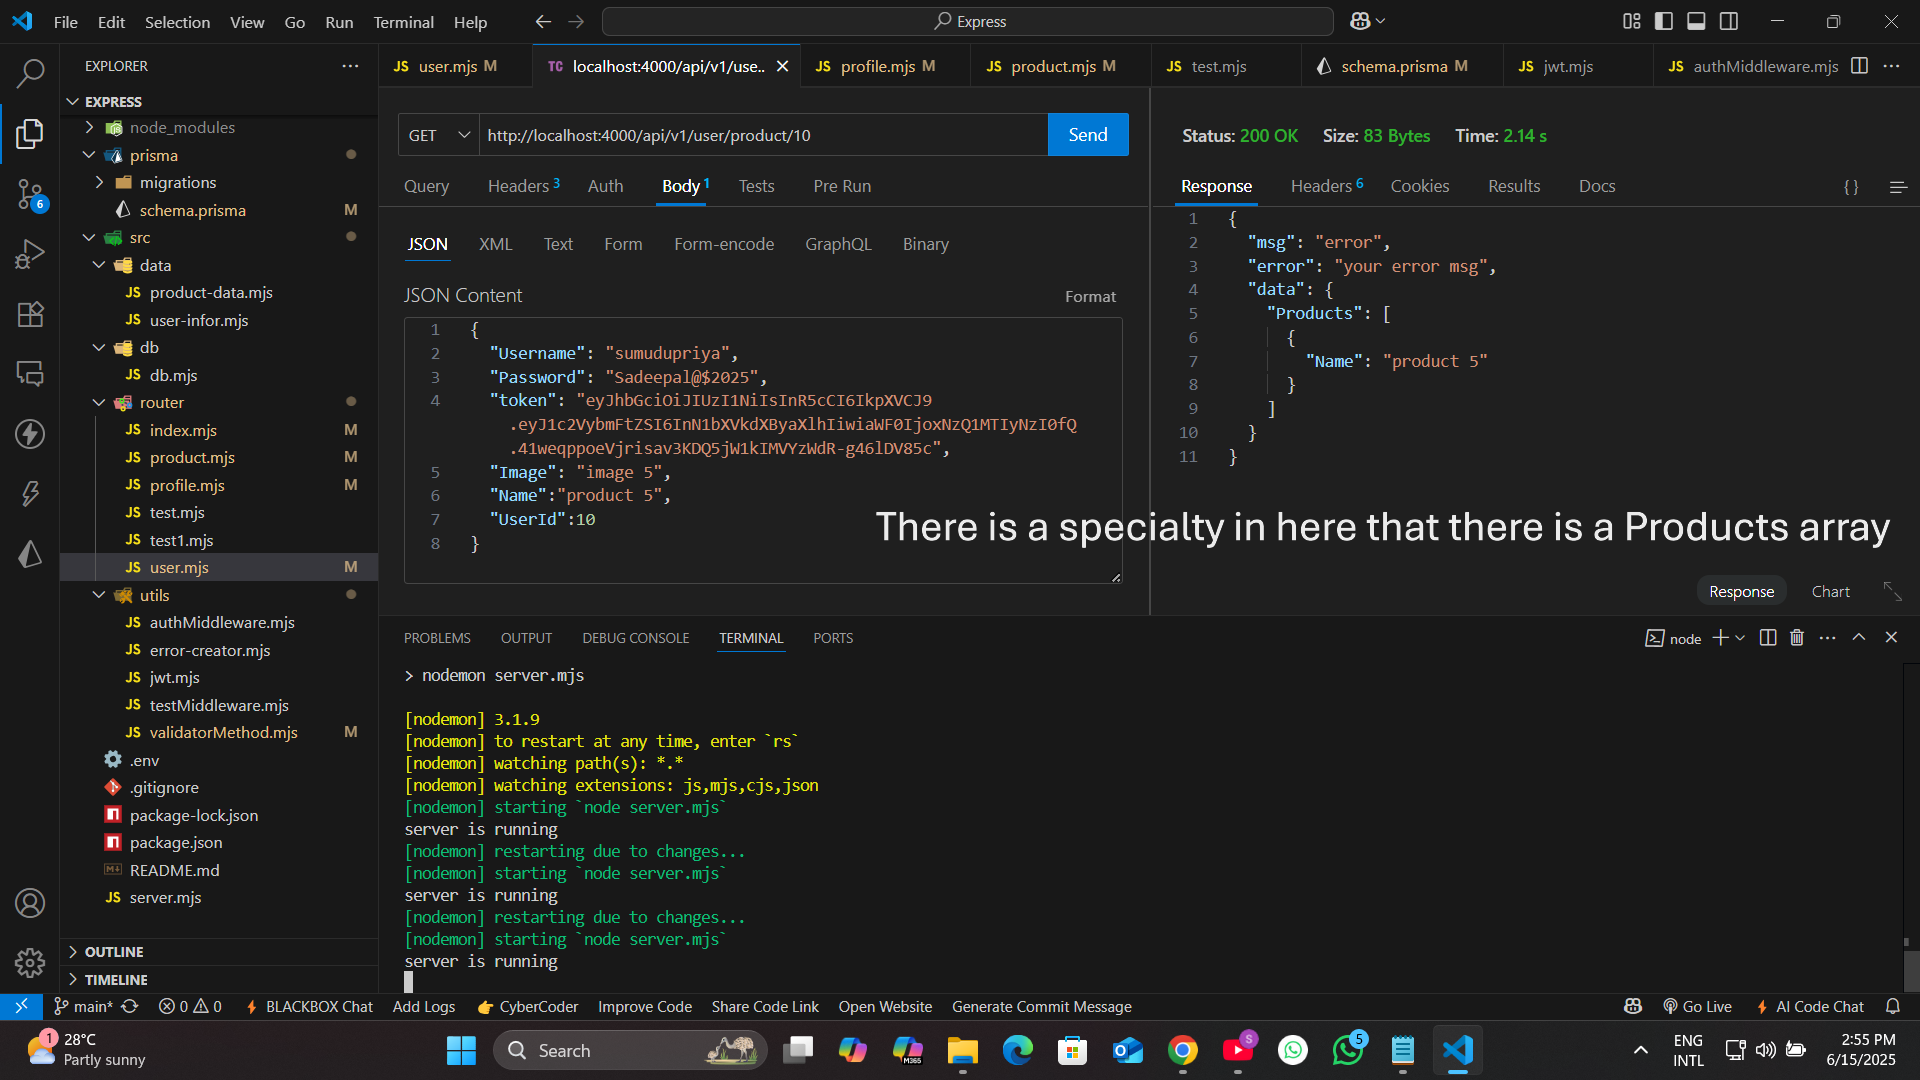 File Edit Selection View Go Run Terminal Help
Express
EXPLORER
EXPRESS
node_modules
prisma
migrations
schema.prisma M
src
data
product-data.mjs
user-infor.mjs
db
db.mjs
router
index.mjs M
product.mjs M
profile.mjs M
test.mjs
test1.mjs
user.mjs M
utils
authMiddleware.mjs
error-creator.mjs
jwt.mjs
testMiddleware.mjs
validatorMethod.mjs M
.env
.gitignore
package-lock.json
package.json
README.md
server.mjs
OUTLINE
TIMELINE
6
JS user.mjs M
TC localhost:4000/api/v1/use..
JS profile.mjs M
JS product.mjs M
JS test.mjs
schema.prisma M
JS jwt.mjs
JS authMiddleware.mjs
GET http://localhost:4000/api/v1/user/product/10 Send
Query Headers 3 Auth Body 1 Tests Pre Run
JSON XML Text Form Form-encode GraphQL Binary
JSON Content Format
1 {
2 "Username": "sumudupriya",
3 "Password": "Sadeepal@$2025",
4 "token": "eyJhbGciOiJIUzI1NiIsInR5cCI6IkpXVCJ9
.eyJ1c2VybmFtZSI6InN1bXVkdXByaXlhIiwiaWF0IjoxNzQ1MTIyNzI0fQ
.41weqppoeVjrisav3KDQ5jW1kIMVYzWdR-g46lDV85c",
5 "Image": "image 5",
6 "Name":"product 5",
7 "UserId":10
8 }
Status: 200 OK Size: 83 Bytes Time: 2.14 s
Response Headers 6 Cookies Results Docs { }
1 {
2 "msg": "error",
3 "error": "your error msg",
4 "data": {
5 "Products": [
6 {
7 "Name": "product 5"
8 }
9 ]
10 }
11 }
There is a specialty in here that there is a Products array
Response Chart
PROBLEMS OUTPUT DEBUG CONSOLE TERMINAL PORTS
node
> nodemon server.mjs
[nodemon] 3.1.9
[nodemon] to restart at any time, enter `rs`
[nodemon] watching path(s): *.*
[nodemon] watching extensions: js,mjs,cjs,json
[nodemon] starting `node server.mjs`
server is running
[nodemon] restarting due to changes...
[nodemon] starting `node server.mjs`
server is running
[nodemon] restarting due to changes...
[nodemon] starting `node server.mjs`
server is running
main* 0 0 BLACKBOX Chat Add Logs CyberCoder Improve Code Share Code Link Open Website Generate Commit Message Go Live AI Code Chat
1 28°C
Partly sunny
Search
M365
S
5
ENG
INTL
2:55 PM
6/15/2025